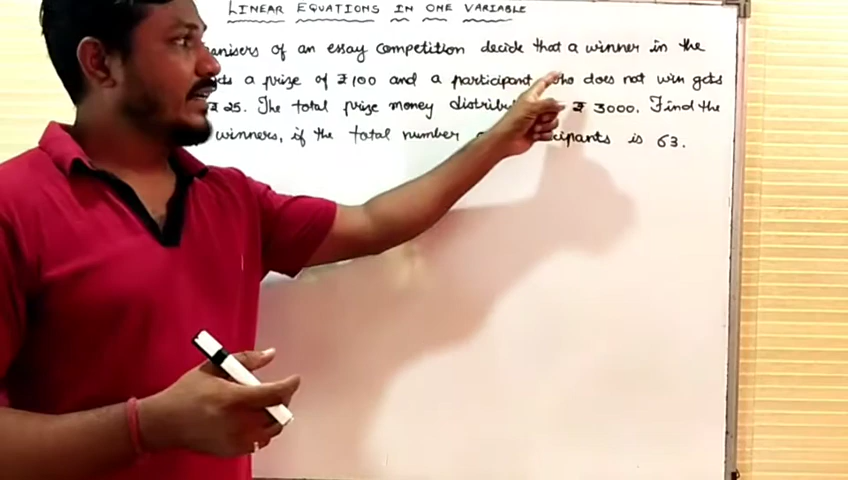 LINEAR EQUATIONS IN ONE VARIABLE
anisers of an essay competition decide that a winner in the
a prize of ₹100 and a participant who does not win gets
₹25. The total prize money distrib ₹ 3000. Find the
winners, if the total number cipants is 63.